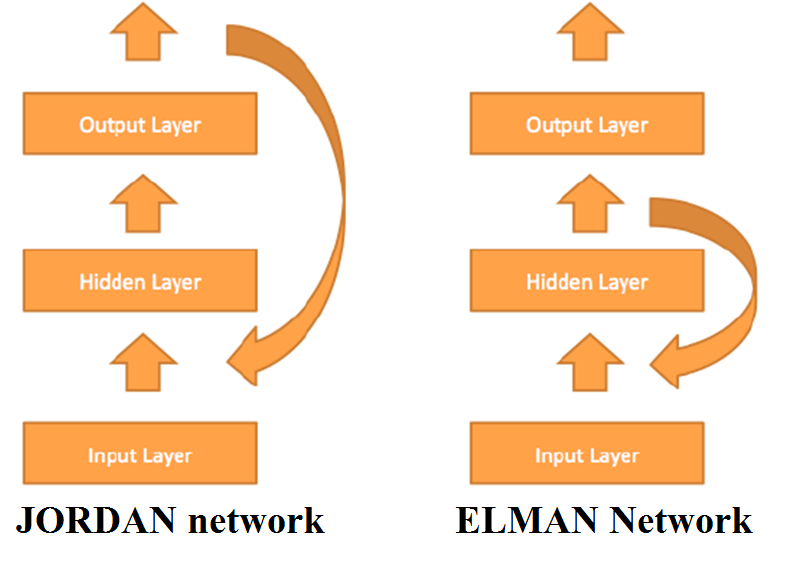 Output Layer
Hidden Layer
Input Layer
JORDAN network
Output Layer
Hidden Layer
Input Layer
ELMAN Network